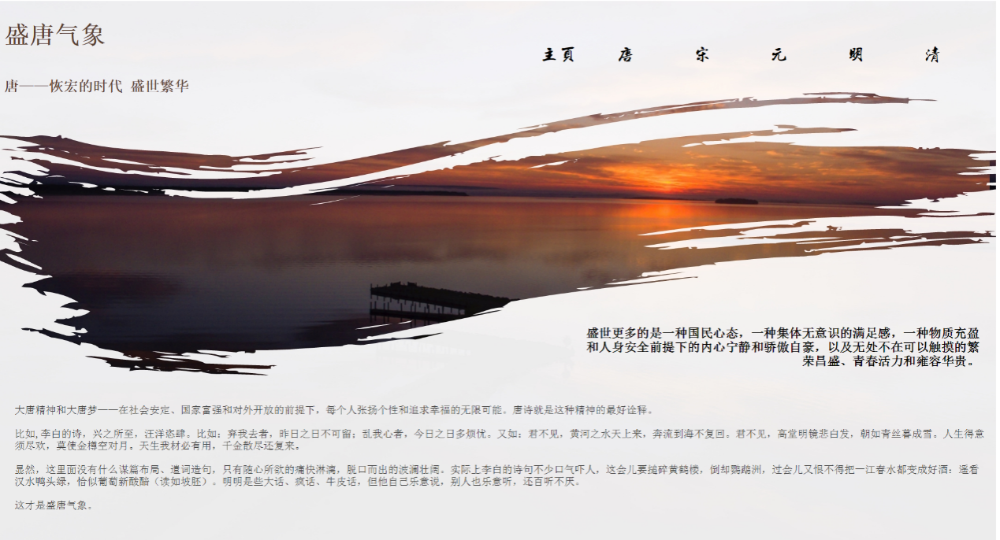 盛唐气象
主頁 唐 宋 元 明 清
唐——恢宏的时代 盛世繁华
盛世更多的是一种国民心态，一种集体无意识的满足感，一种物质充盈
和人身安全前提下的内心宁静和骄傲自豪，以及无处不在可以触摸的繁
荣昌盛、青春活力和雍容华贵。
大唐精神和大唐梦——在社会安定、国家富强和对外开放的前提下，每个人张扬个性和追求幸福的无限可能。唐诗就是这种精神的最好诠释。
比如,李白的诗，兴之所至，汪洋恣肆。比如：弃我去者，昨日之日不可留；乱我心者，今日之日多烦忧。又如：君不见，黄河之水天上来，奔流到海不复回。君不见，高堂明镜悲白发，朝如青丝暮成雪。人生得意
须尽欢，莫使金樽空对月。天生我材必有用，千金散尽还复来。
显然，这里面没有什么谋篇布局、遣词造句，只有随心所欲的痛快淋漓，脱口而出的波澜壮阔。实际上李白的诗句不少口气吓人，这会儿要搥碎黄鹤楼，倒却鹦鹉洲，过会儿又恨不得把一江春水都变成好酒：遥看
汉水鸭头绿，恰似葡萄新酦醅（读如坡胚）。明明是些大话、疯话、牛皮话，但他自己乐意说，别人也乐意听，还百听不厌。
这才是盛唐气象。